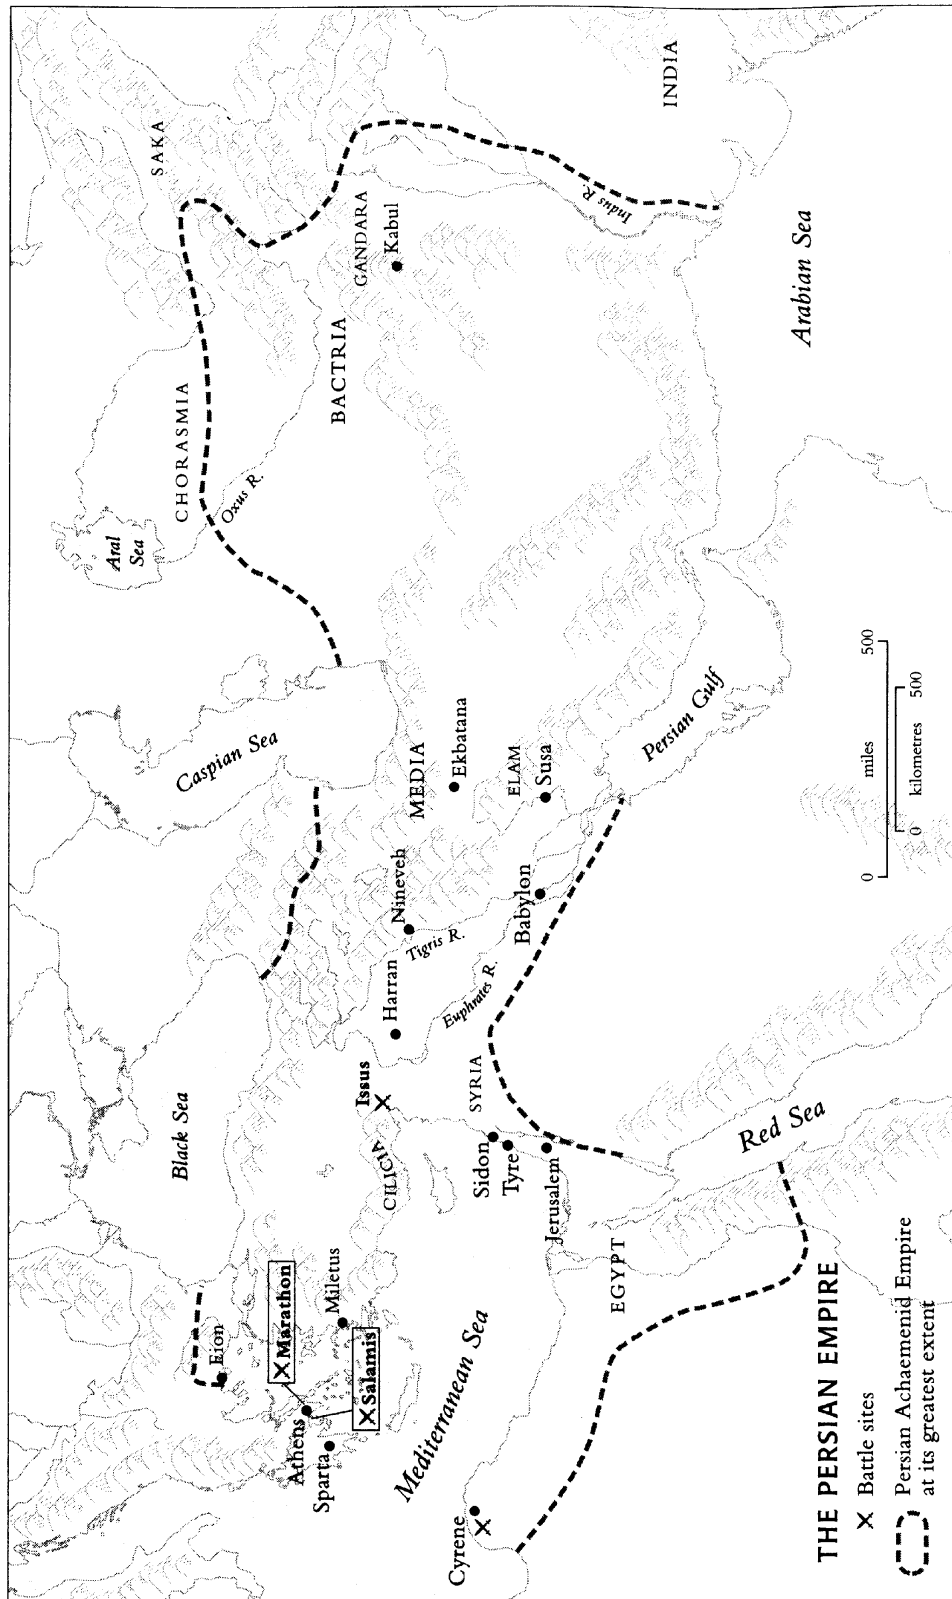 SAKA
INDIA
CHORASMIA
Aral
Sea
Oxus R.
BACTRIA
GANDARA
Kabul
Indus R.
Arabian Sea
Caspian Sea
MEDIA
Ekbatana
ELAM
Susa
Persian Gulf
Black Sea
Nineveh
Tigris R.
Harran
Euphrates R.
Babylon
Issus
CILICIA
SYRIA
Sidon
Tyre
Jerusalem
Red Sea
Eion
Marathon
Miletus
Salamis
Athens
Sparta
Mediterranean Sea
EGYPT
Cyrene
0 miles 500
0 kilometres 500
THE PERSIAN EMPIRE
Battle sites
Persian Achaemenid Empire
at its greatest extent